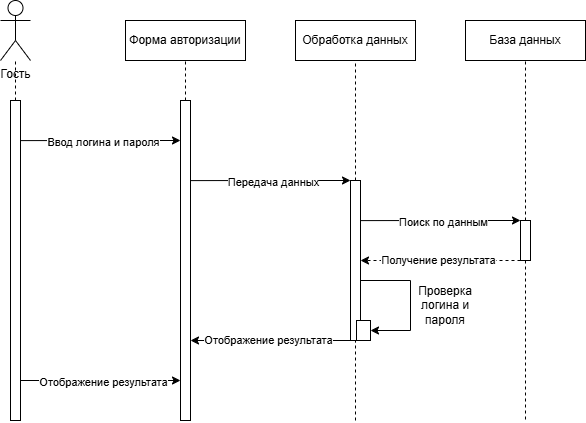 Гость
Форма авторизации
Обработка данных
База данных
Ввод логина и пароля
Передача данных
Поиск по данным
Получение результата
Проверка
логина и
пароля
Отображение результата
Отображение результата